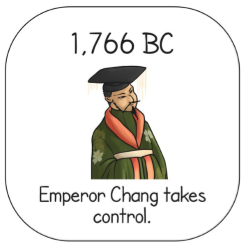 1,766 BC
Emperor Chang takes
control.